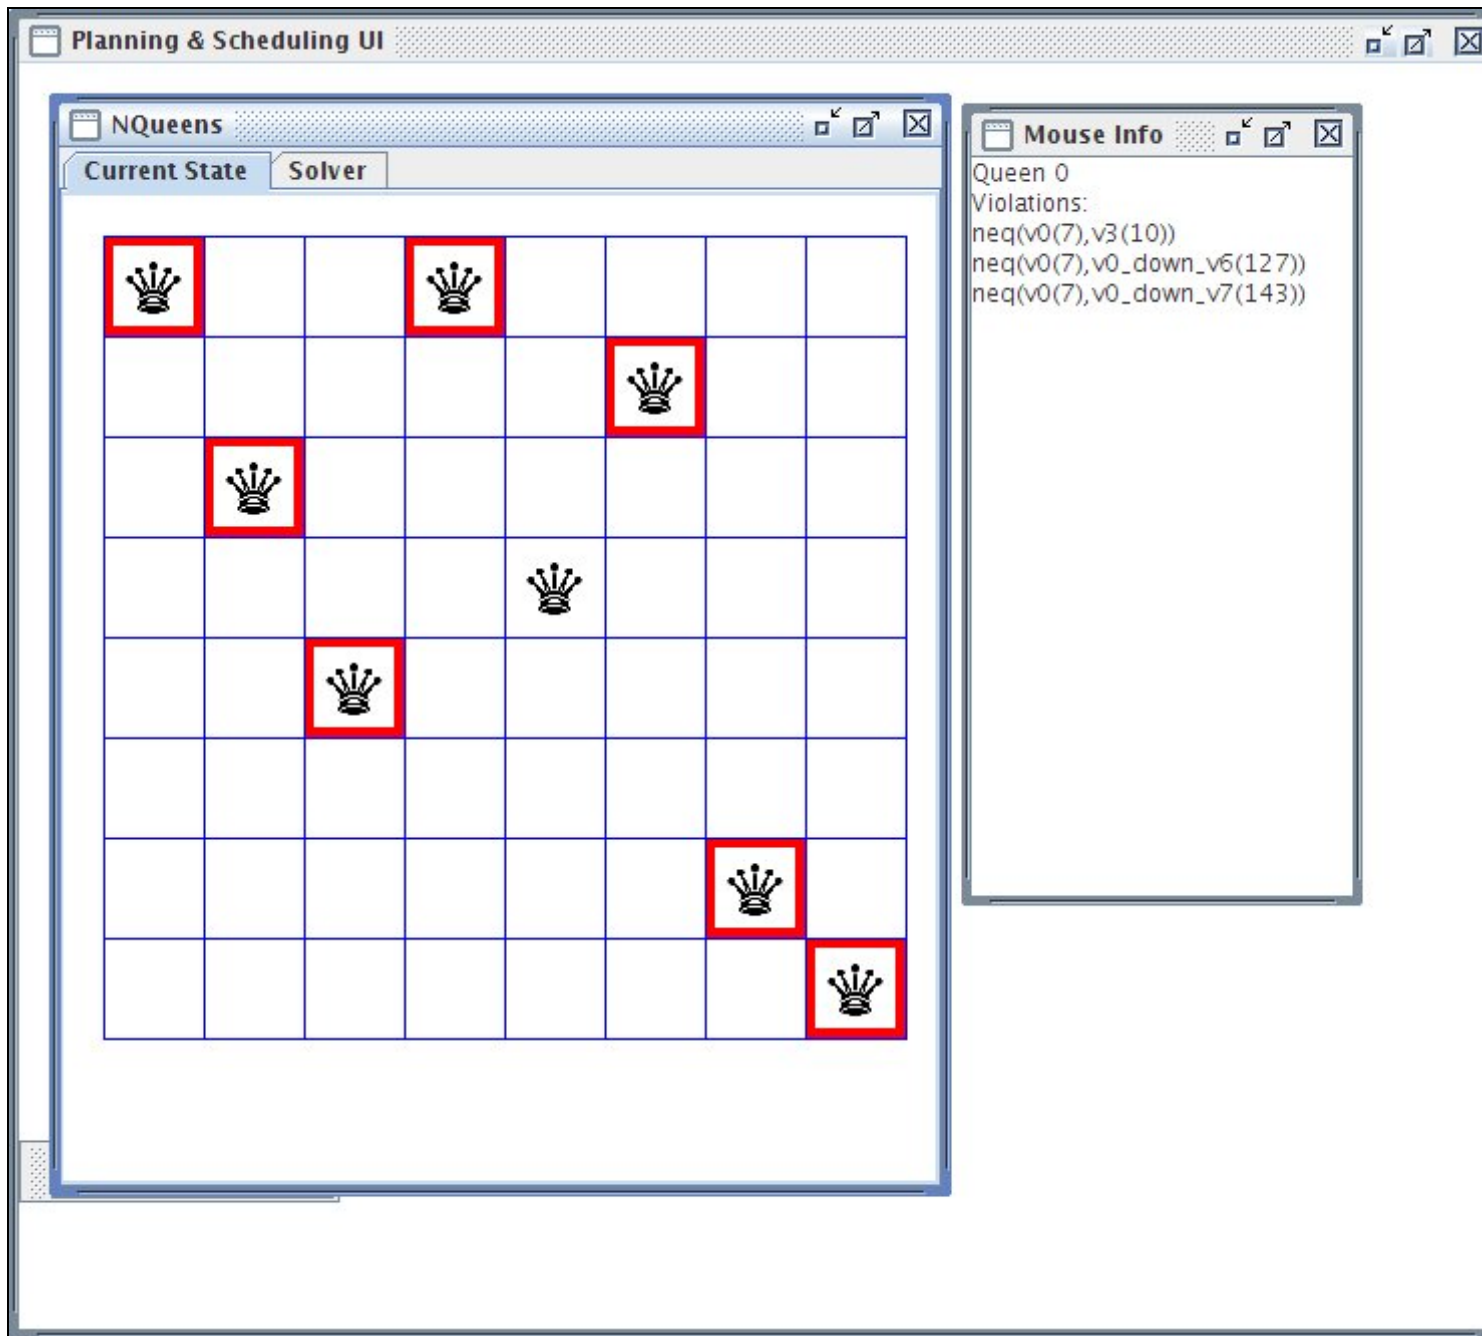 Planning & Scheduling UI
NQueens
Current State
Solver
Mouse Info
Queen 0
Violations:
neq(v0(7),v3(10))
neq(v0(7),v0_down_v6(127))
neq(v0(7),v0_down_v7(143))